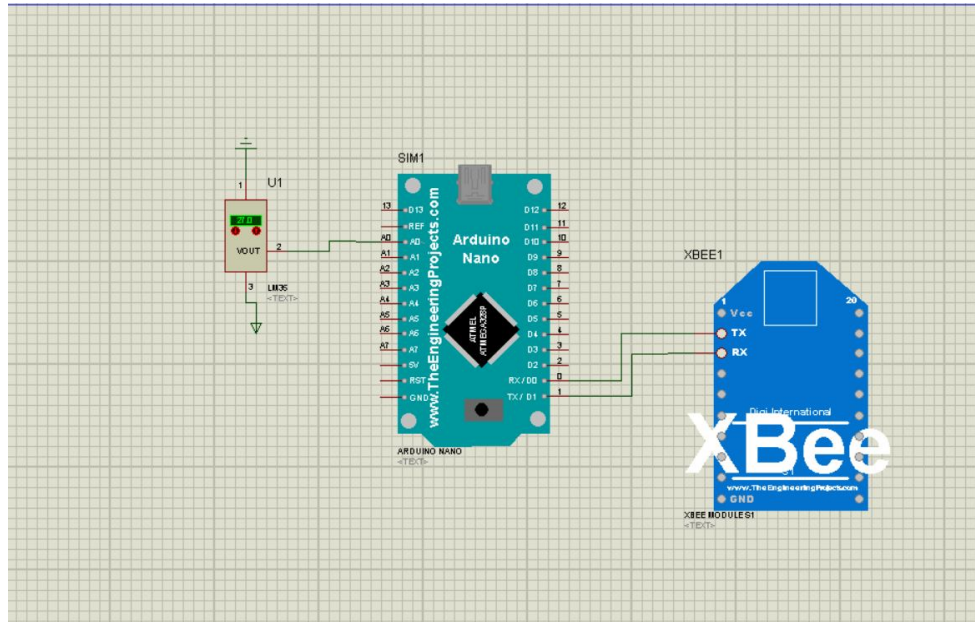 SIM1
U1
1
27.0
VOUT
2
3
LM35
<TEXT>
13
D13
REF
A0
A0
A1
A1
A2
A2
A3
A3
A4
A4
A5
A5
A6
A6
A7
A7
5V
RST
GND
www.TheEngineeringProjects.com
Arduino
Nano
ATMEL
ATMEGA328P
D12
12
D11
11
D10
10
D9
9
D8
8
D7
7
D6
6
D5
5
D4
4
D3
3
D2
2
RX/D0
0
TX/D1
1
ARDUINO NANO
<TEXT>
XBEE1
1
20
Vcc
TX
RX
Digi International
XBee
S1
www.TheEngineeringProjects.com
GND
XBEE MODULE S1
<TEXT>